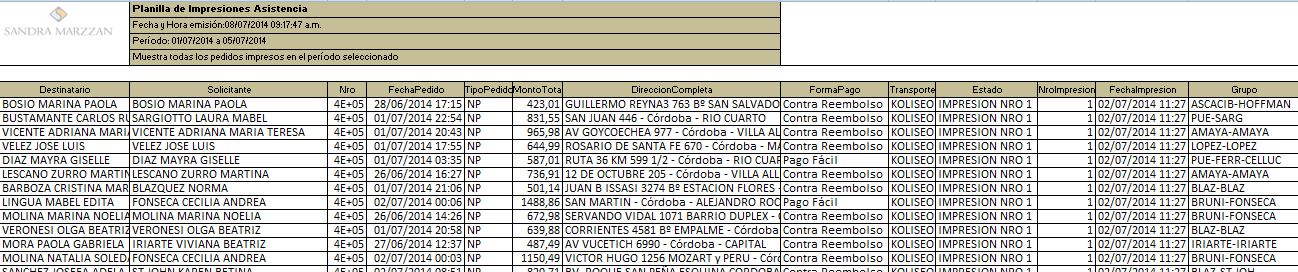 SANDRA MARZZAN
Planilla de Impresiones Asistencia
Fecha y Hora emisión:08/07/2014 09:17:47 a.m.
Período: 01/07/2014 a 05/07/2014
Muestra todas los pedidos impresos en el período seleccionado
Destinatario Solicitante Nro FechaPedido TipoPedido MontoTota DireccionCompleta FormaPago Transporte Estado NroImpresion FechaImpresion Grupo
BOSIO MARINA PAOLA BOSIO MARINA PAOLA 4E+05 28/06/2014 17:15 NP 423,01 GUILLERMO REYNA3 763 Bº SAN SALVADO Contra Reembolso KOLISEO IMPRESION NRO 1 1 02/07/2014 11:27 ASCACIB-HOFFMAN
BUSTAMANTE CARLOS RU SARGIOTTO LAURA MABEL 4E+05 01/07/2014 22:54 NP 831,55 SAN JUAN 446 - Córdoba - RIO CUARTO Contra Reembolso KOLISEO IMPRESION NRO 1 1 02/07/2014 11:27 PUE-SARG
VICENTE ADRIANA MARI VICENTE ADRIANA MARIA TERESA 4E+05 01/07/2014 20:43 NP 965,98 AV GOYCOECHEA 977 - Córdoba - VILLA AL Contra Reembolso KOLISEO IMPRESION NRO 1 1 02/07/2014 11:27 AMAYA-AMAYA
VELEZ JOSE LUIS VELEZ JOSE LUIS 4E+05 01/07/2014 17:55 NP 644,99 ROSARIO DE SANTA FE 670 - Córdoba - MA Contra Reembolso KOLISEO IMPRESION NRO 1 1 02/07/2014 11:27 LOPEZ-LOPEZ
DIAZ MAYRA GISELLE DIAZ MAYRA GISELLE 4E+05 01/07/2014 03:35 NP 587,01 RUTA 36 KM 599 1/2 - Córdoba - RIO CUAR Pago Fácil KOLISEO IMPRESION NRO 1 1 02/07/2014 11:27 PUE-FERR-CELLUC
LESCANO ZURRO MARTIN LESCANO ZURRO MARTINA 4E+05 26/06/2014 16:27 NP 736,91 12 DE OCTUBRE 205 - Córdoba - VILLA ALL Contra Reembolso KOLISEO IMPRESION NRO 1 1 02/07/2014 11:27 AMAYA-AMAYA
BARBOZA CRISTINA MAR BLAZQUEZ NORMA 4E+05 01/07/2014 21:06 NP 501,14 JUAN B ISSASI 3274 Bº ESTACION FLORES - Contra Reembolso KOLISEO IMPRESION NRO 1 1 02/07/2014 11:27 BLAZ-BLAZ
LINGUA MABEL EDITA FONSECA CECILIA ANDREA 4E+05 02/07/2014 00:06 NP 1488,86 SAN MARTIN - Córdoba - ALEJANDRO ROC Pago Fácil KOLISEO IMPRESION NRO 1 1 02/07/2014 11:27 BRUNI-FONSECA
MOLINA MARINA NOELIA MOLINA MARINA NOELIA 4E+05 26/06/2014 14:26 NP 672,98 SERVANDO VIDAL 1071 BARRIO DUPLEX - C Contra Reembolso KOLISEO IMPRESION NRO 1 1 02/07/2014 11:27 BRUNI-FONSECA
VERONESI OLGA BEATRIZ VERONESI OLGA BEATRIZ 4E+05 01/07/2014 20:58 NP 639,88 CORRIENTES 4581 Bº EMPALME - Córdoba Contra Reembolso KOLISEO IMPRESION NRO 1 1 02/07/2014 11:27 BLAZ-BLAZ
MORA PAOLA GABRIELA IRIARTE VIVIANA BEATRIZ 4E+05 27/06/2014 12:37 NP 487,49 AV VUCETICH 6990 - Córdoba - CAPITAL Contra Reembolso KOLISEO IMPRESION NRO 1 1 02/07/2014 11:27 IRIARTE-IRIARTE
MOLINA NATALIA SOLEDA FONSECA CECILIA ANDREA 4E+05 02/07/2014 00:03 NP 1150,49 VICTOR HUGO 1256 MOZART y PERU - Córd Contra Reembolso KOLISEO IMPRESION NRO 1 1 02/07/2014 11:27 BRUNI-FONSECA